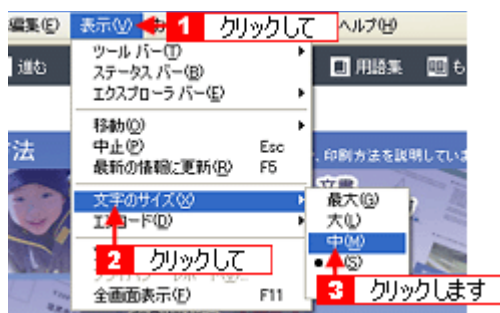 編集(E) 表示(V) 1 クリックして ヘルプ(H)
進む 用語集 も
ツール バー(T)
ステータス バー(B)
エクスプローラ バー(E)
移動(O)
中止(P) Esc
最新の情報に更新(R) F5
方法 印刷方法を説明していま
文字のサイズ(X)
文書
最大(G)
大(L)
エンコード(D)
中(M)
2 クリックして
(S)
3 クリックします
全画面表示(F) F11